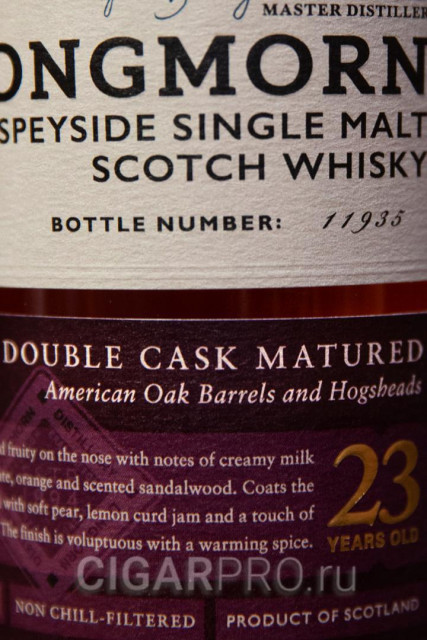 MASTER DISTILLER
ONGMORN
SPEYSIDE SINGLE MALT
SCOTCH WHISKY
BOTTLE NUMBER: 11935
DOUBLE CASK MATURED
American Oak Barrels and Hogsheads
d fruity on the nose with notes of creamy milk
te, orange and scented sandalwood. Coats the
with soft pear, lemon curd jam and a touch of
The finish is voluptuous with a warming spice.
23
YEARS OLD
CIGARPRO.ru
NON CHILL-FILTERED
PRODUCT OF SCOTLAND